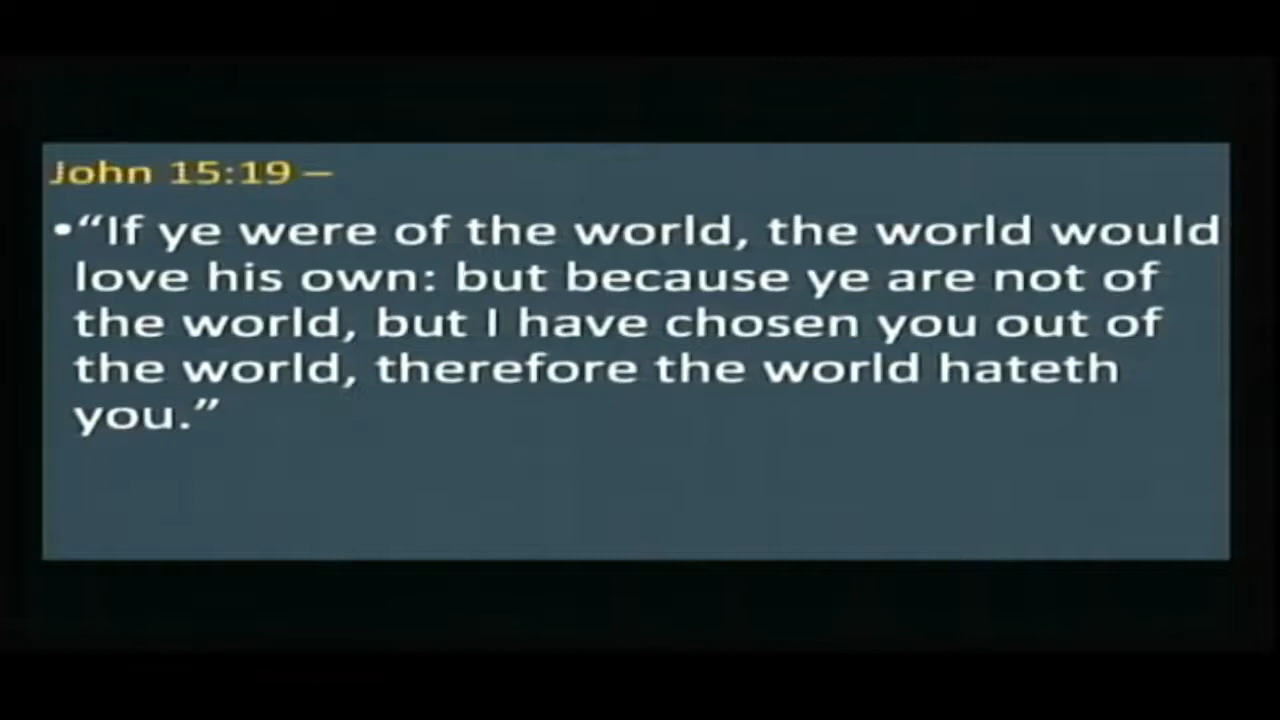 John 15:19 –
•“If ye were of the world, the world would
love his own: but because ye are not of
the world, but I have chosen you out of
the world, therefore the world hateth
you.”